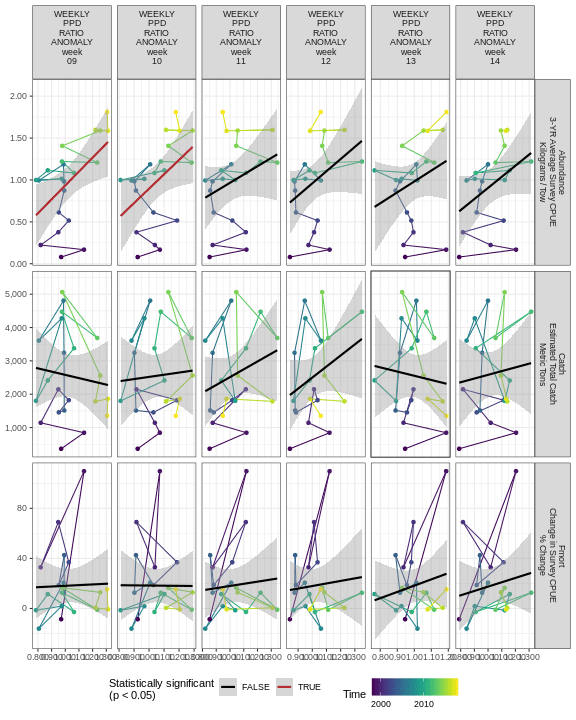 WEEKLY PPD RATIO ANOMALY week 09
WEEKLY PPD RATIO ANOMALY week 10
WEEKLY PPD RATIO ANOMALY week 11
WEEKLY PPD RATIO ANOMALY week 12
WEEKLY PPD RATIO ANOMALY week 13
WEEKLY PPD RATIO ANOMALY week 14
2.00
1.50
1.00
0.50
0.00
Abundance
3-YR Average Survey CPUE
Kilograms / Tow
5,000
4,000
3,000
2,000
1,000
Catch
Estimated Total Catch
Metric Tons
80
40
0
Fmort
Change in Survey CPUE
% Change
Statistically significant
(p < 0.05)
FALSE
TRUE
Time
2000 2010